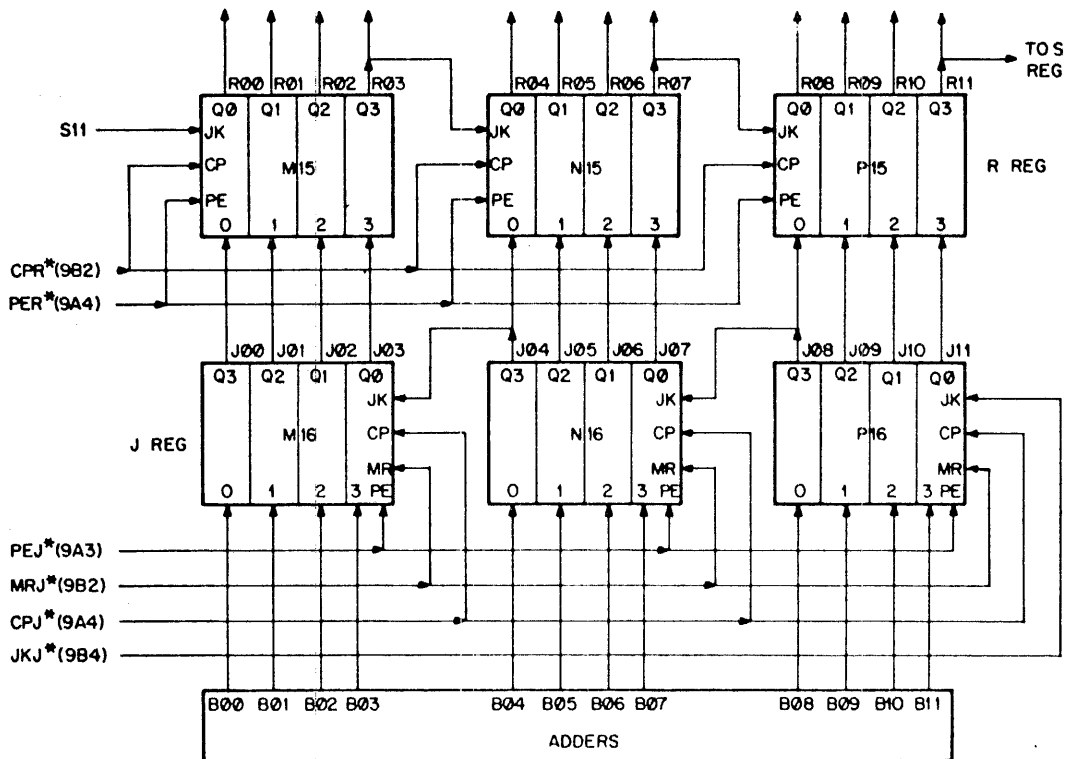 TO S
REG
R00 R01 R02 R03 R04 R05 R06 R07 R08 R09 R10 R11
Q0 Q1 Q2 Q3 Q0 Q1 Q2 Q3 Q0 Q1 Q2 Q3
S11 JK JK JK
CP M15 CP N15 CP P15 R REG
PE PE PE
0 1 2 3 0 1 2 3 0 1 2 3
CPR*(9B2)
PER*(9A4)
J00 J01 J02 J03 J04 J05 J06 J07 J08 J09 J10 J11
Q3 Q2 Q1 Q0 Q3 Q2 Q1 Q0 Q3 Q2 Q1 Q0
JK JK JK
J REG M16 CP N16 CP P16 CP
MR MR MR
0 1 2 3 PE 0 1 2 3 PE 0 1 2 3 PE
PEJ*(9A3)
MRJ*(9B2)
CPJ*(9A4)
JKJ*(9B4)
B00 B01 B02 B03 B04 B05 B06 B07 B08 B09 B10 B11
ADDERS